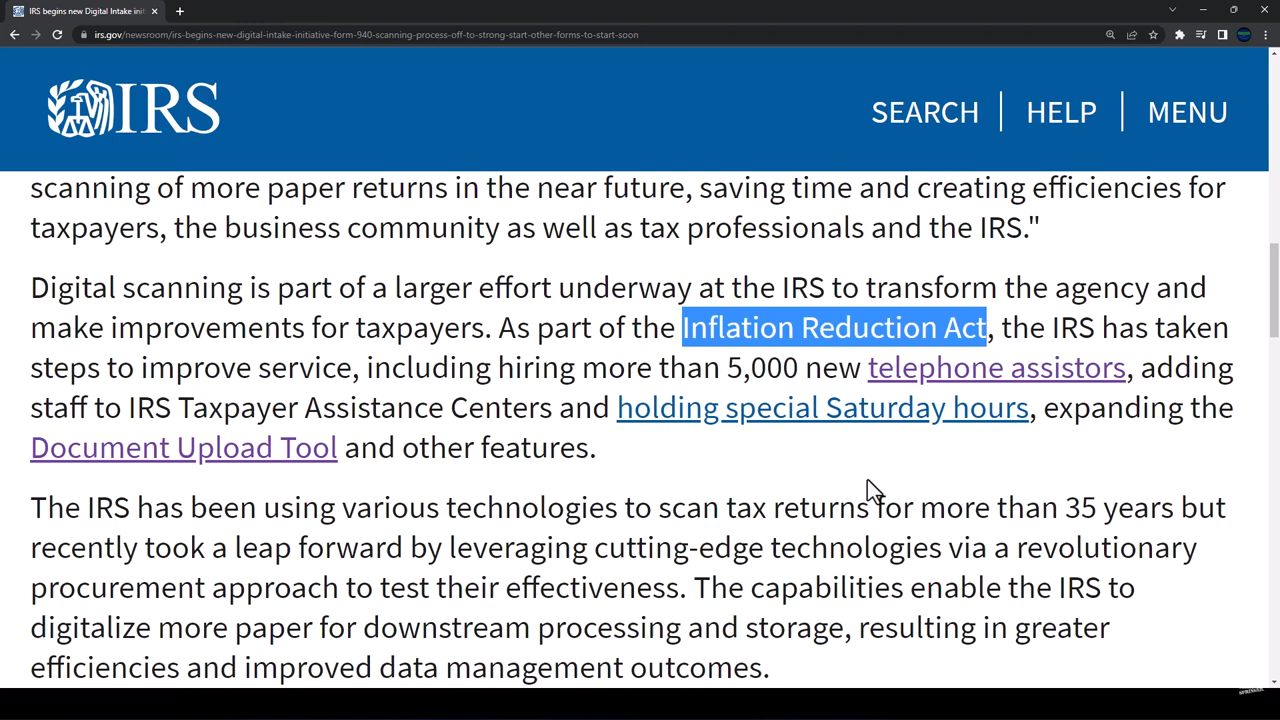 IRS begins new Digital Intake init
irs.gov/newsroom/irs-begins-new-digital-intake-initiative-form-940-scanning-process-off-to-strong-start-other-forms-to-start-soon
IRS
SEARCH HELP MENU
scanning of more paper returns in the near future, saving time and creating efficiencies for
taxpayers, the business community as well as tax professionals and the IRS."
Digital scanning is part of a larger effort underway at the IRS to transform the agency and
make improvements for taxpayers. As part of the Inflation Reduction Act, the IRS has taken
steps to improve service, including hiring more than 5,000 new telephone assistors, adding
staff to IRS Taxpayer Assistance Centers and holding special Saturday hours, expanding the
Document Upload Tool and other features.
The IRS has been using various technologies to scan tax returns for more than 35 years but
recently took a leap forward by leveraging cutting-edge technologies via a revolutionary
procurement approach to test their effectiveness. The capabilities enable the IRS to
digitalize more paper for downstream processing and storage, resulting in greater
efficiencies and improved data management outcomes.